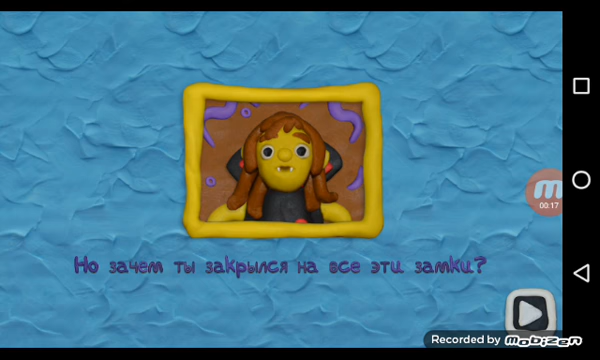 Но зачем ты закрылся на все эти замки?
00:17
Recorded by Mobizen